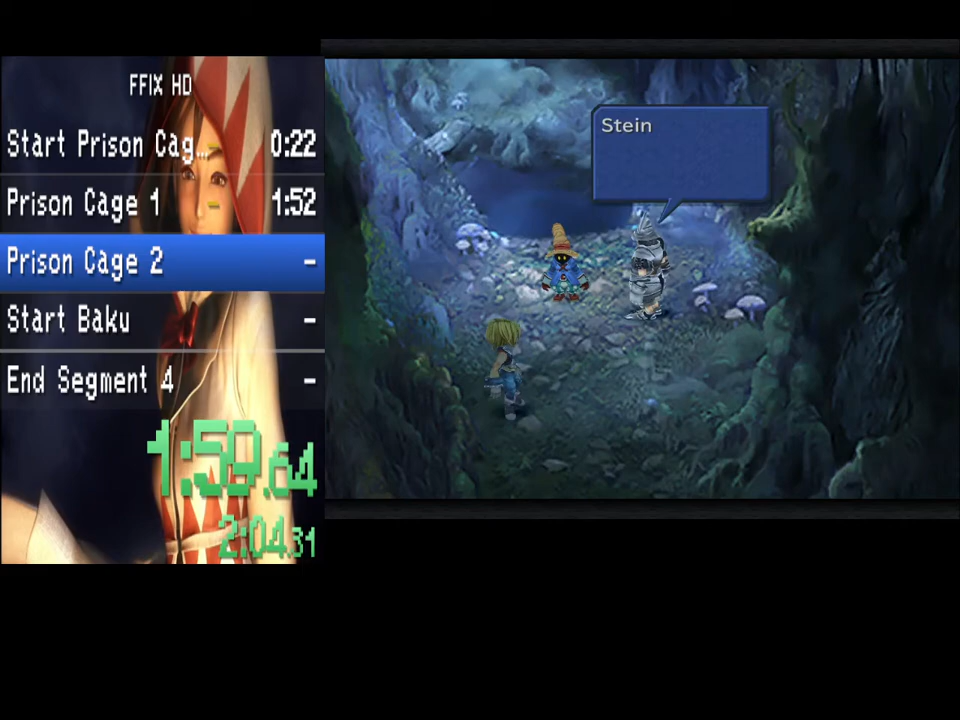 FFIX HD
Start Prison Cag... 0:22
Prison Cage 1 1:52
Prison Cage 2 -
Start Baku -
End Segment 4 -
1:59.64
2:04.31
Stein